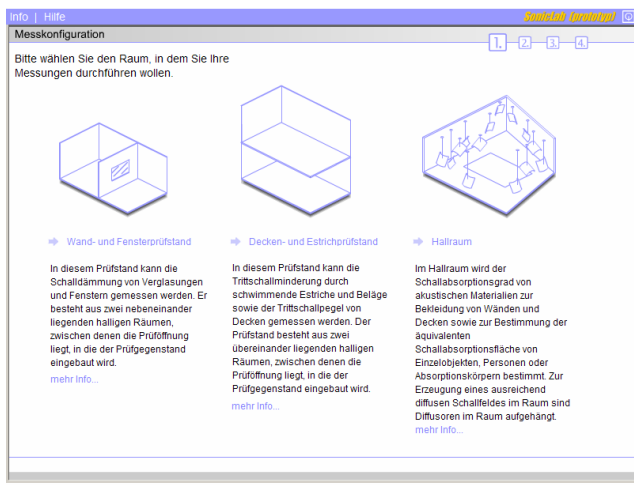 Info | Hilfe
SonicLab (prototyp)
Messkonfiguration
1. 2. 3. 4.
Bitte wählen Sie den Raum, in dem Sie Ihre
Messungen durchführen wollen.
Wand- und Fensterprüfstand
In diesem Prüfstand kann die
Schalldämmung von Verglasungen
und Fenstern gemessen werden. Er
besteht aus zwei nebeneinander
liegenden halligen Räumen,
zwischen denen die Prüföffnung
liegt, in die der Prüfgegenstand
eingebaut wird.
mehr Info...
Decken- und Estrichprüfstand
In diesem Prüfstand kann die
Trittschallminderung durch
schwimmende Estriche und Beläge
sowie der Trittschallpegel von
Decken gemessen werden. Der
Prüfstand besteht aus zwei
übereinander liegenden halligen
Räumen, zwischen denen die
Prüföffnung liegt, in die der
Prüfgegenstand eingebaut wird.
mehr Info...
Hallraum
Im Hallraum wird der
Schallabsorptionsgrad von
akustischen Materialien zur
Bekleidung von Wänden und
Decken sowie zur Bestimmung der
äquivalenten
Schallabsorptionsfläche von
Einzelobjekten, Personen oder
Absorptionskörpern bestimmt. Zur
Erzeugung eines ausreichend
diffusen Schallfeldes im Raum sind
Diffusoren im Raum aufgehängt.
mehr Info...